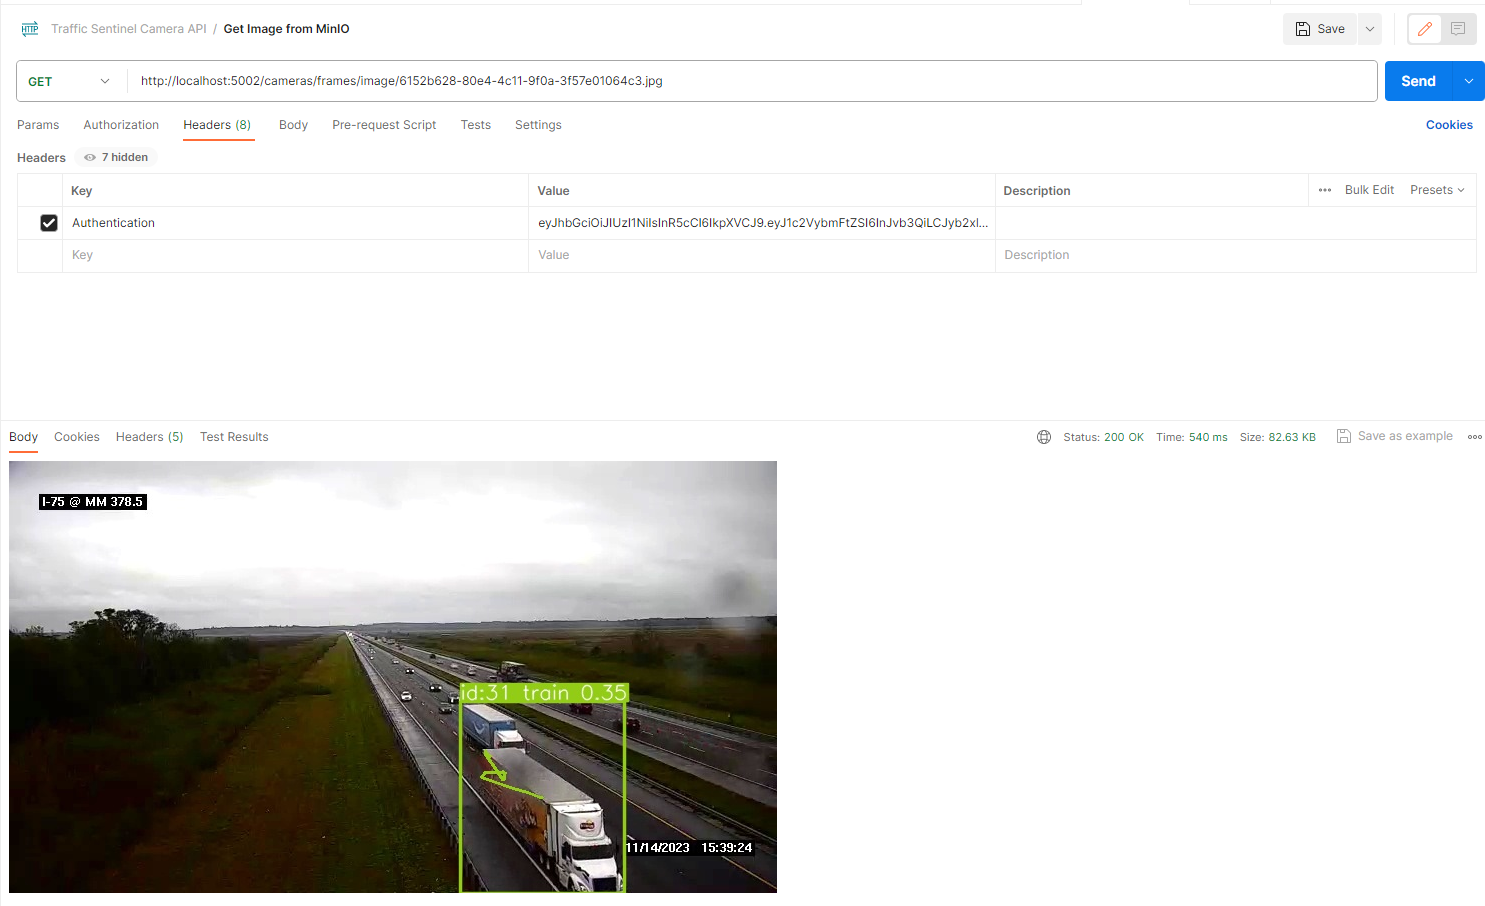 HTTP Traffic Sentinel Camera API / Get Image from MinIO Save
GET http://localhost:5002/cameras/frames/image/6152b628-80e4-4c11-9f0a-3f57e01064c3.jpg Send
Params Authorization Headers (8) Body Pre-request Script Tests Settings Cookies
Headers 7 hidden
Key Value Description ••• Bulk Edit Presets
Authentication eyJhbGciOiJIUzI1NiIsInR5cCI6IkpXVCJ9.eyJ1c2VybmFtZSI6InJvb3QiLCJyb2xl...
Key Value Description
Body Cookies Headers (5) Test Results Status: 200 OK Time: 540 ms Size: 82.63 KB Save as example
I-75 @ MM 378.5
id:31 train 0.35
11/14/2023 15:39:24